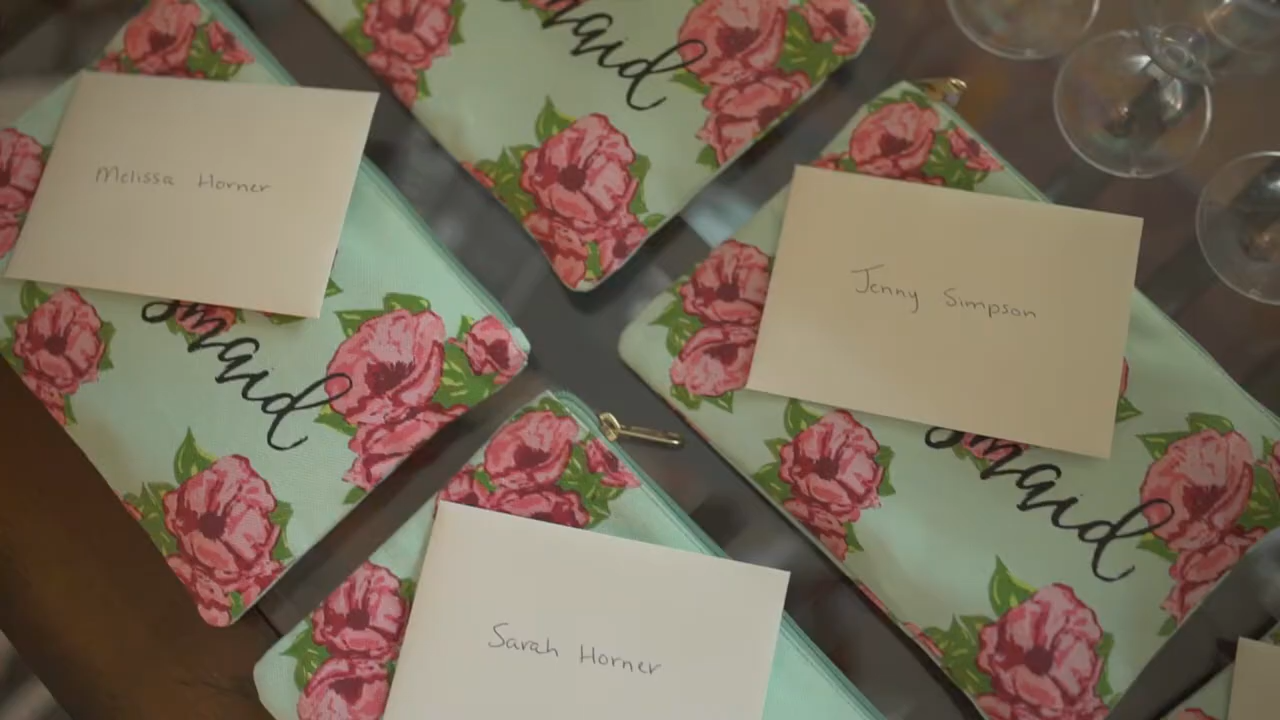 maid
Melissa Horner
Jenny Simpson
maid
maid
Sarah Horner